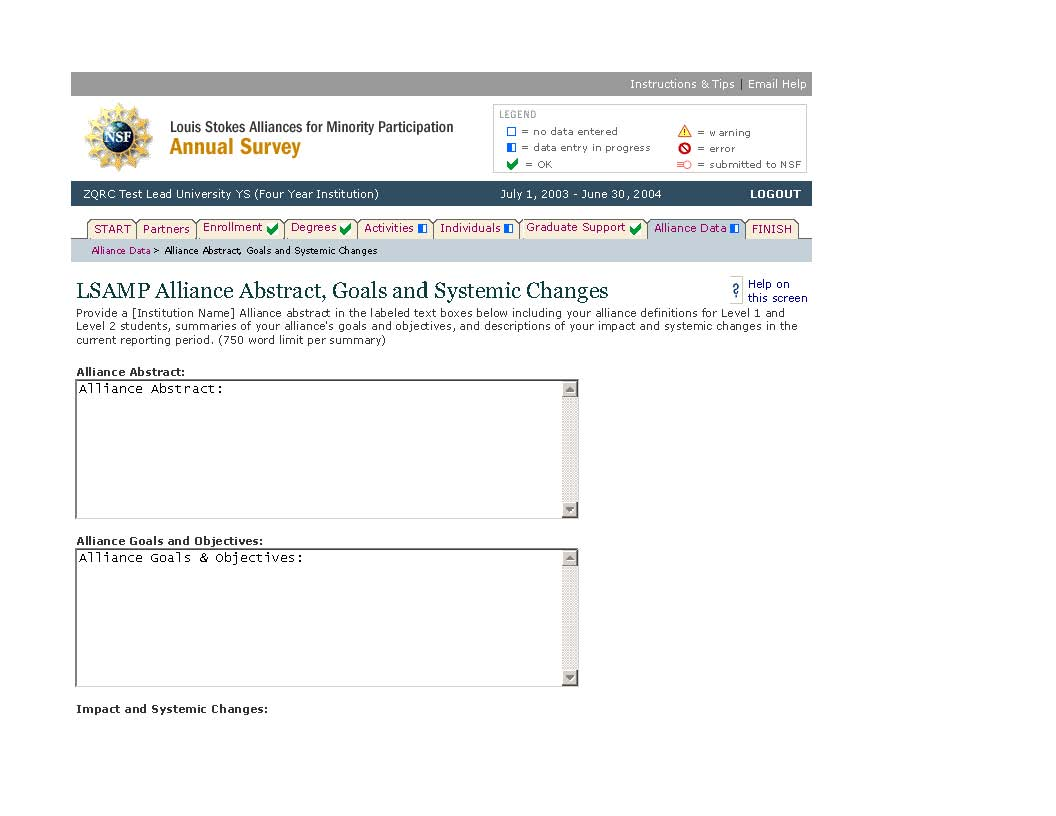 Instructions & Tips | Email Help
NSF
Louis Stokes Alliances for Minority Participation
Annual Survey
LEGEND
= no data entered
= data entry in progress
= OK
= warning
= error
= submitted to NSF
ZQRC Test Lead University YS (Four Year Institution) July 1, 2003 - June 30, 2004 LOGOUT
START Partners Enrollment Degrees Activities Individuals Graduate Support Alliance Data FINISH
Alliance Data > Alliance Abstract, Goals and Systemic Changes
LSAMP Alliance Abstract, Goals and Systemic Changes
? Help on
this screen
Provide a [Institution Name] Alliance abstract in the labeled text boxes below including your alliance definitions for Level 1 and
Level 2 students, summaries of your alliance's goals and objectives, and descriptions of your impact and systemic changes in the
current reporting period. (750 word limit per summary)
Alliance Abstract:
Alliance Abstract:
Alliance Goals and Objectives:
Alliance Goals & Objectives:
Impact and Systemic Changes: